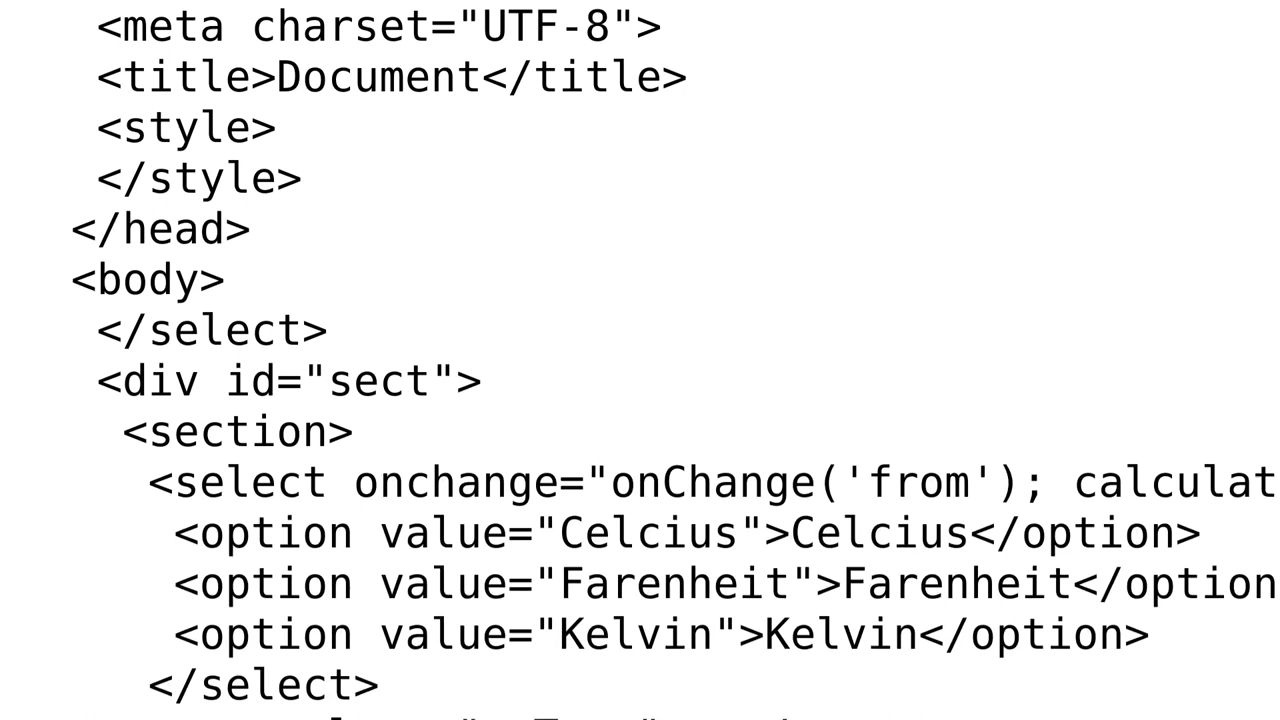 <meta charset="UTF-8">
<title>Document</title>
<style>
</style>
</head>
<body>
</select>
<div id="sect">
<section>
<select onchange="onChange('from'); calculat
<option value="Celcius">Celcius</option>
<option value="Farenheit">Farenheit</option
<option value="Kelvin">Kelvin</option>
</select>